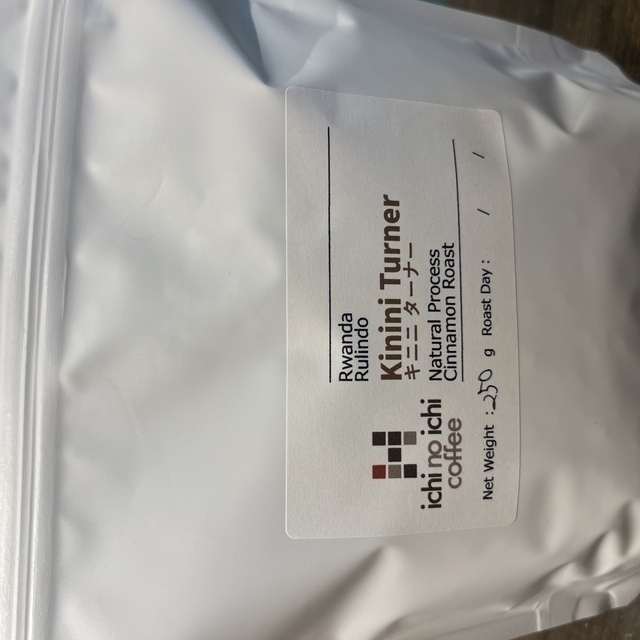 Rwanda
Rulindo
Kinini Turner
キニニ ターナー
Natural Process
Cinnamon Roast
ichi no ichi
coffee
Net Weight : 250 g Roast Day : / /